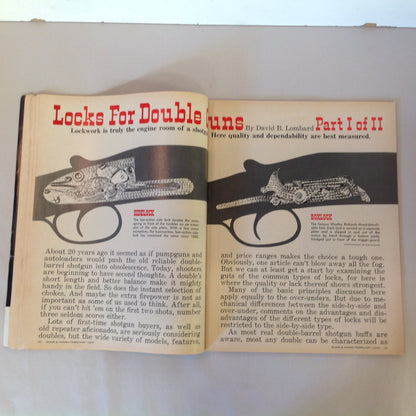 Locks For Double Guns
By David B. Lombard
Part I of II
Lockwork is truly the engine room of a shotgun. Here quality and dependability are best measured.
SIDELOCK
BOXLOCK
About 20 years ago it seemed as if pumpguns and
autoloaders would push the old reliable double-
barrel shotgun into obsolescence. Today, shooters
are beginning to have second thoughts. A double's
short length and better balance make it mighty
handy in the field. So does the instant selection of
chokes. And maybe the extra firepower is not as
important as some of us used to think. After all,
if you can't hit 'em on the first two shots, number
three seldom scores either.
Lots of first-time shotgun buyers, as well as
old repeater aficionados, are seriously considering
doubles, but the wide variety of models, features,
and price ranges makes the choice a tough one.
Obviously, one article can't blow away all the fog.
But we can at least get a start by examining the
guts of the common types of locks, for here is
where the quality or lack thereof shows strongest.
Many of the basic principles discussed here
apply equally to the over-unders. But due to me-
chanical differences between the side-by-side and
over-under, comments on the advantages and dis-
advantages of the different types of locks will be
restricted to the side-by-side type.
As most real double-barrel shotgun buffs are
aware, most any double can be characterized as